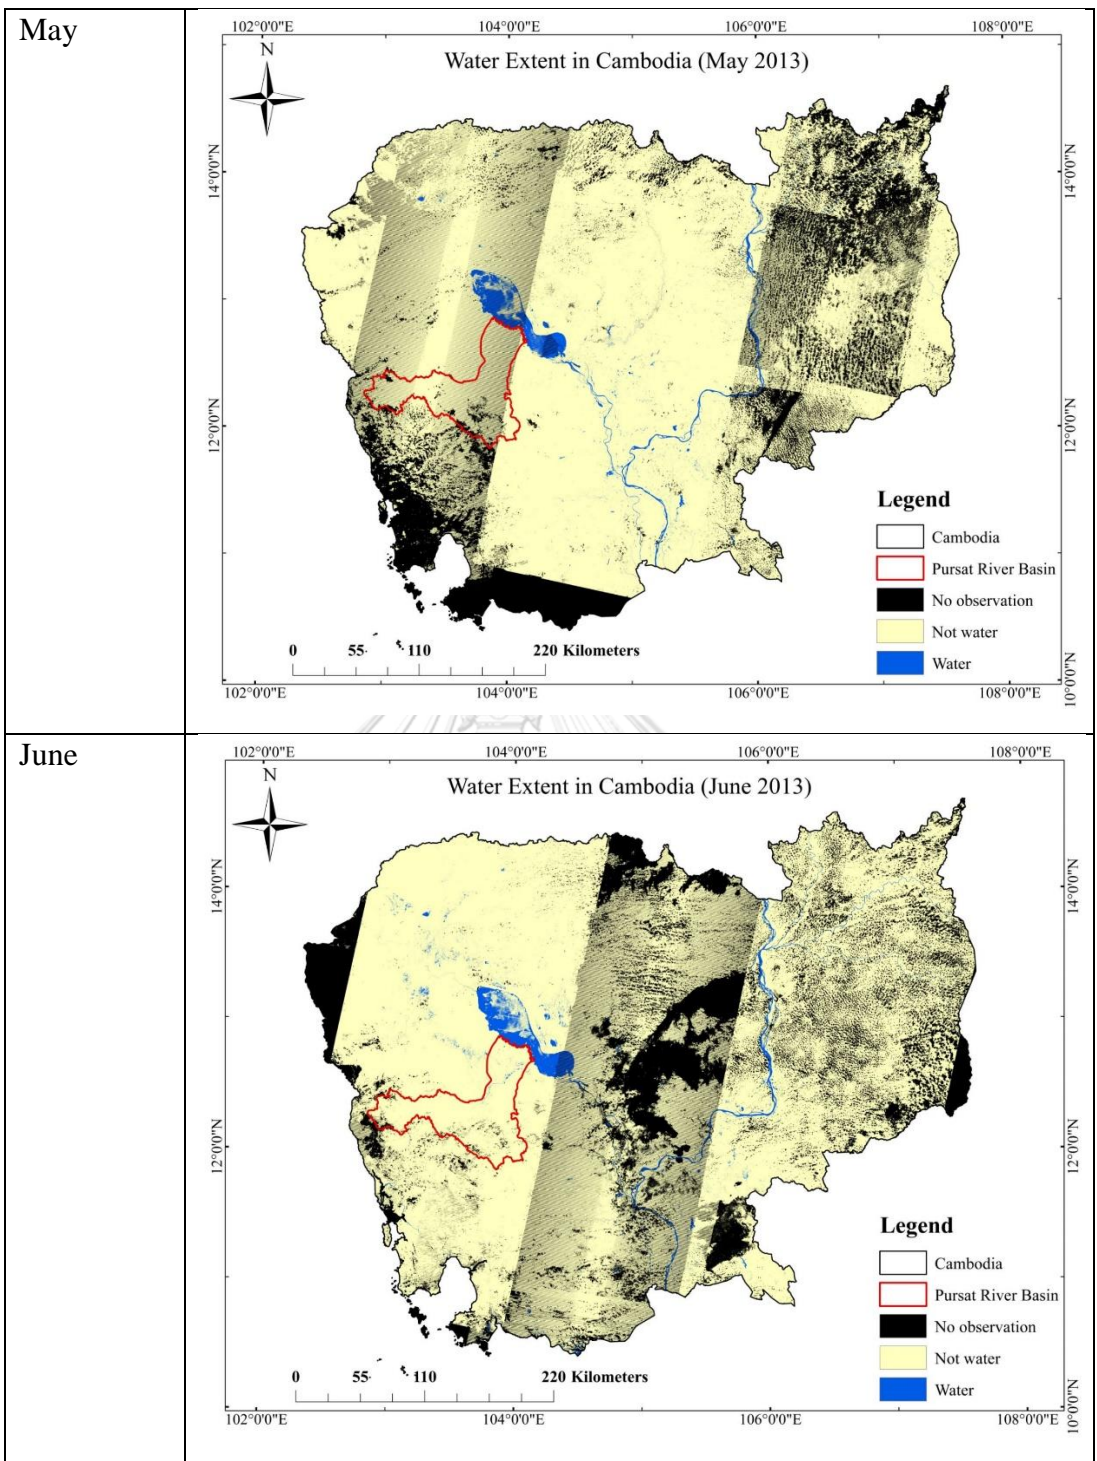 May
102°0'0"E 104°0'0"E 106°0'0"E 108°0'0"E
N
Water Extent in Cambodia (May 2013)
14°0'0"N 14°0'0"N
12°0'0"N 12°0'0"N
Legend
Cambodia
Pursat River Basin
No observation
Not water
Water
0 55 110 220 Kilometers
10°0'0"N
102°0'0"E 104°0'0"E 106°0'0"E 108°0'0"E
June
102°0'0"E 104°0'0"E 106°0'0"E 108°0'0"E
N
Water Extent in Cambodia (June 2013)
14°0'0"N 14°0'0"N
12°0'0"N 12°0'0"N
Legend
Cambodia
Pursat River Basin
No observation
Not water
Water
0 55 110 220 Kilometers
10°0'0"N
102°0'0"E 104°0'0"E 106°0'0"E 108°0'0"E